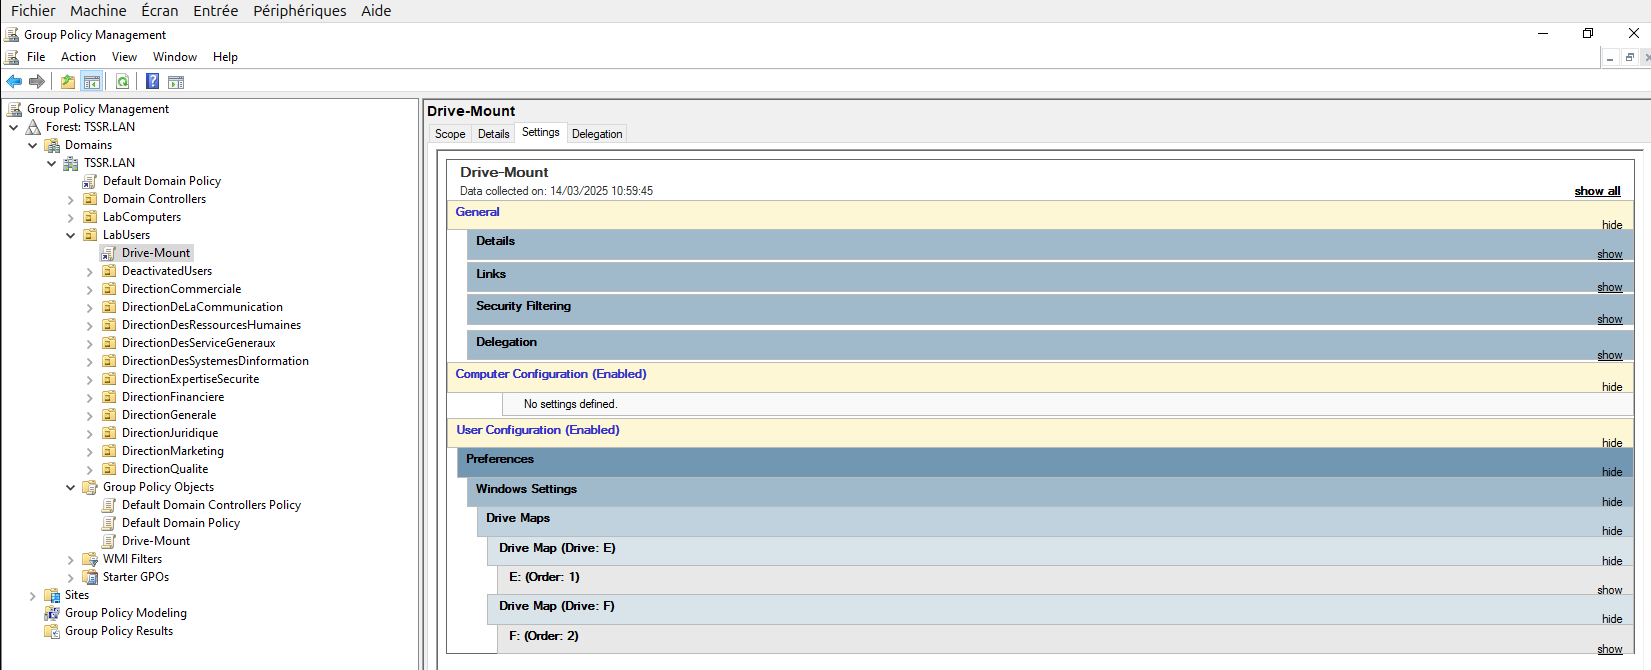 Fichier Machine Écran Entrée Périphériques Aide
Group Policy Management
File Action View Window Help
Group Policy Management
Forest: TSSR.LAN
Domains
TSSR.LAN
Default Domain Policy
Domain Controllers
LabComputers
LabUsers
Drive-Mount
DeactivatedUsers
DirectionCommerciale
DirectionDeLaCommunication
DirectionDesRessourcesHumaines
DirectionDesServiceGeneraux
DirectionDesSystemesDinformation
DirectionExpertiseSecurite
DirectionFinanciere
DirectionGenerale
DirectionJuridique
DirectionMarketing
DirectionQualite
Group Policy Objects
Default Domain Controllers Policy
Default Domain Policy
Drive-Mount
WMI Filters
Starter GPOs
Sites
Group Policy Modeling
Group Policy Results
Drive-Mount
Scope Details Settings Delegation
Drive-Mount
Data collected on: 14/03/2025 10:59:45 show all
General hide
Details show
Links show
Security Filtering show
Delegation show
Computer Configuration (Enabled) hide
No settings defined.
User Configuration (Enabled) hide
Preferences hide
Windows Settings hide
Drive Maps hide
Drive Map (Drive: E) hide
E: (Order: 1) show
Drive Map (Drive: F) hide
F: (Order: 2) show